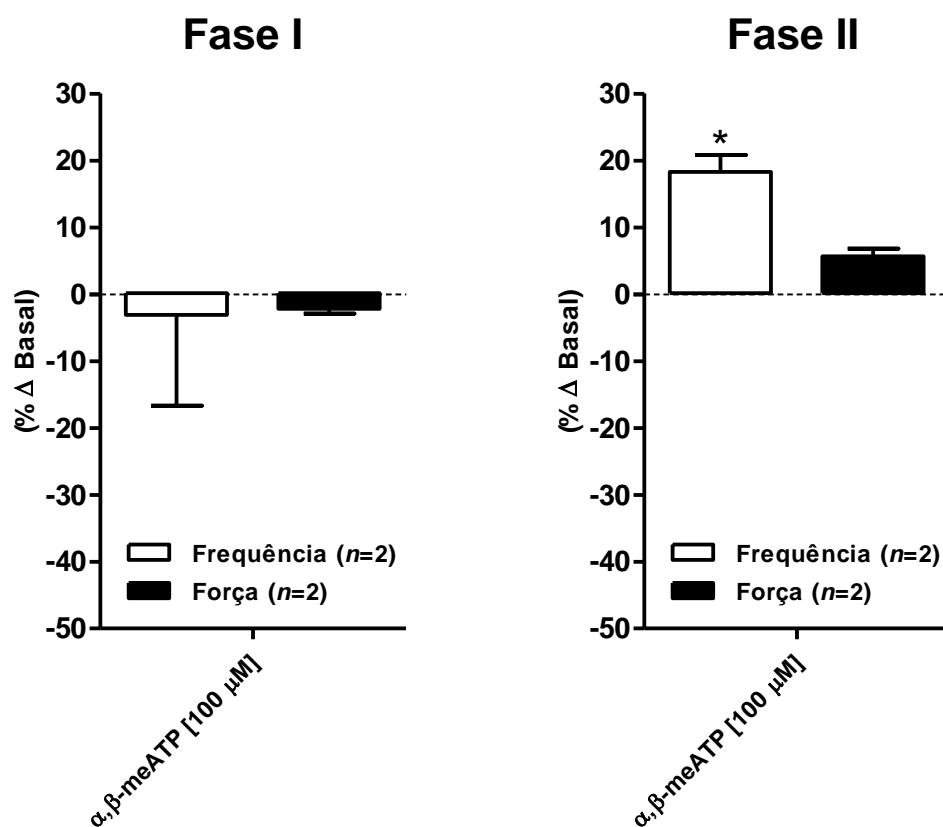 Fase I
30
20
10
0
-10
-20
-30
-40
-50
(% Δ Basal)
Frequência (n=2)
Força (n=2)
α,β-meATP [100 μM]
Fase II
30
20
10
0
-10
-20
-30
-40
-50
(% Δ Basal)
*
Frequência (n=2)
Força (n=2)
α,β-meATP [100 μM]